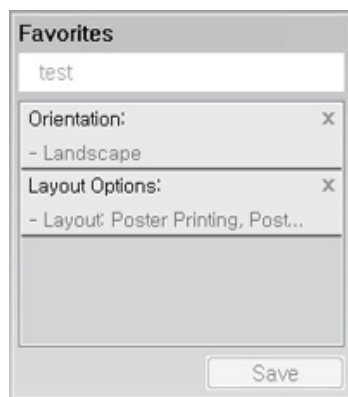 Favorites
test
Orientation:
x
- Landscape
Layout Options:
x
- Layout: Poster Printing, Post...
Save